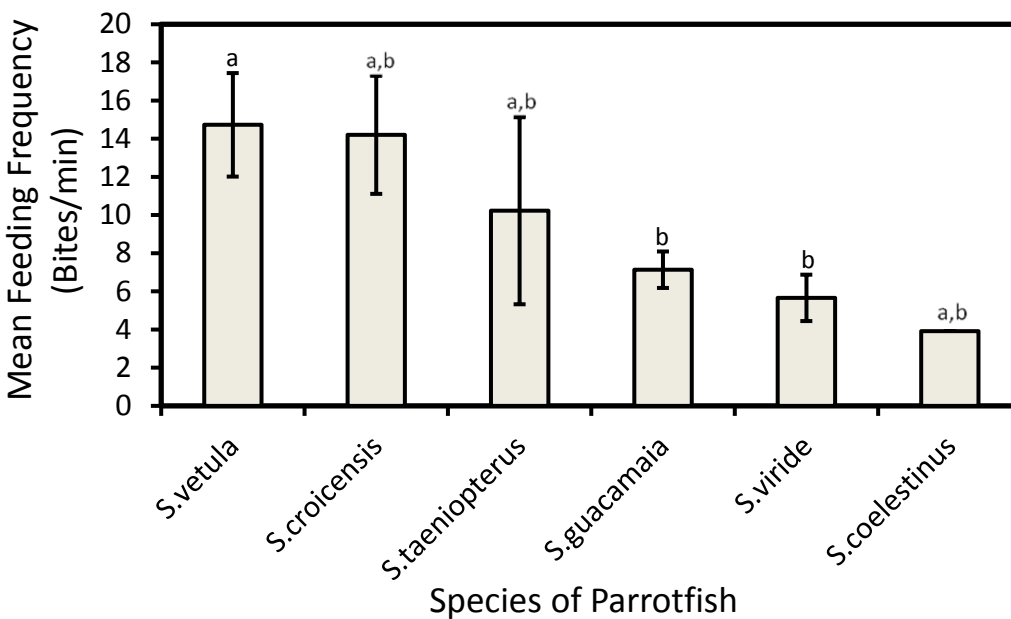 Mean Feeding Frequency
(Bites/min)
20
18
16
14
12
10
8
6
4
2
0
a
a,b
a,b
b
b
a,b
S.vetula
S.croicensis
S.taeniopterus
S.guacamaia
S.viride
S.coelestinus
Species of Parrotfish